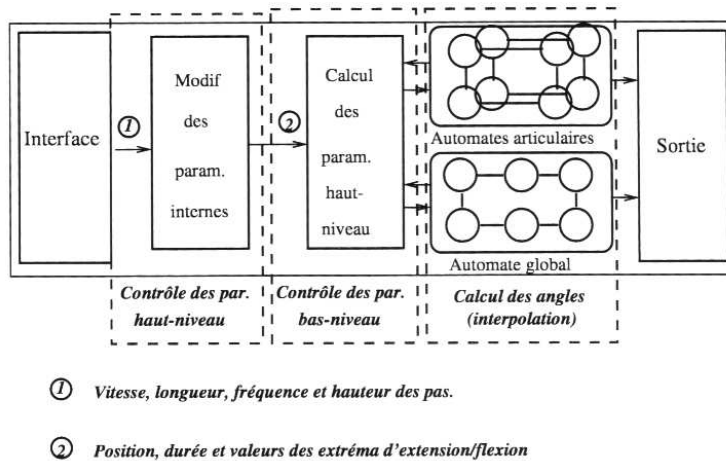 Interface
①
Modif
des
param.
internes
②
Calcul
des
param.
haut-
niveau
Automates articulaires
Automate global
Sortie
Contrôle des par.
haut-niveau
Contrôle des par.
bas-niveau
Calcul des angles
(interpolation)
① Vitesse, longueur, fréquence et hauteur des pas.
② Position, durée et valeurs des extréma d'extension/flexion